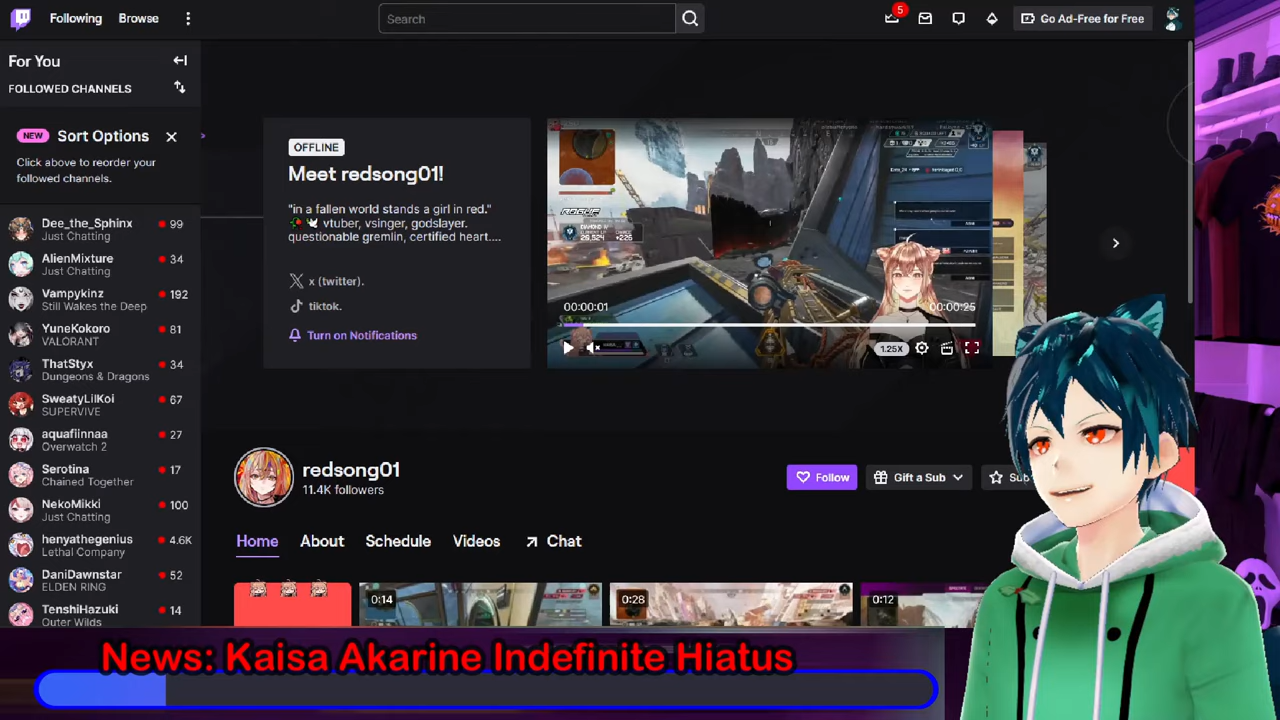 Following
Browse
Search
5
Go Ad-Free for Free
For You
FOLLOWED CHANNELS
NEW
Sort Options
Click above to reorder your
followed channels.
Dee_the_Sphinx
99
Just Chatting
AlienMixture
34
Just Chatting
Vampykinz
192
Still Wakes the Deep
YuneKokoro
81
VALORANT
ThatStyx
34
Dungeons & Dragons
SweatyLilKoi
67
SUPERVIVE
aquafiinnaa
27
Overwatch 2
Serotina
17
Chained Together
NekoMikki
100
Just Chatting
henyathegenius
4.6K
Lethal Company
DaniDawnstar
52
ELDEN RING
TenshiHazuki
14
Outer Wilds
OFFLINE
Meet redsong01!
"in a fallen world stands a girl in red."
vtuber, vsinger, godslayer.
questionable gremlin, certified heart....
x (twitter).
tiktok.
Turn on Notifications
00:00:01
00:00:25
1.25X
redsong01
11.4K followers
Follow
Gift a Sub
Sub
Home
About
Schedule
Videos
Chat
0:14
0:28
0:12
News: Kaisa Akarine Indefinite Hiatus